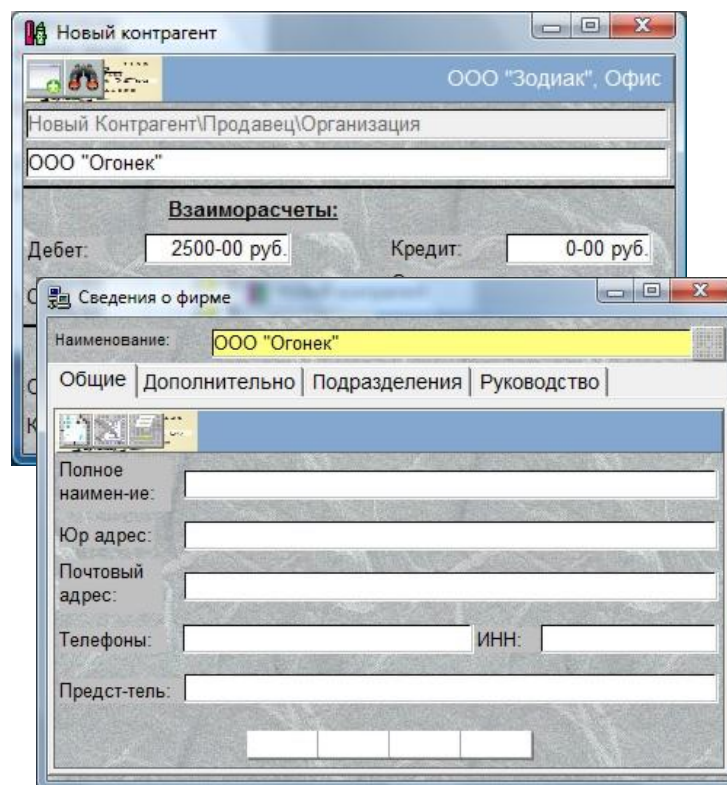 Новый контрагент
ООО "Зодиак", Офис
Новый Контрагент\Продавец\Организация
ООО "Огонек"
Взаиморасчеты:
Дебет: 2500-00 руб. Кредит: 0-00 руб.
Сведения о фирме
Наименование: ООО "Огонек"
Общие Дополнительно Подразделения Руководство
Полное
наимен-ие:
Юр адрес:
Почтовый
адрес:
Телефоны: ИНН:
Предст-тель: